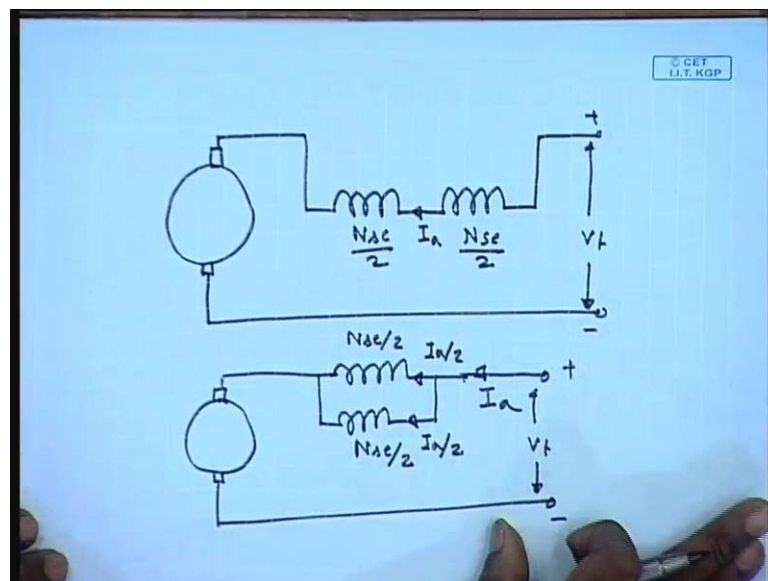 © CET
I.I.T. KGP
+
Nse/2 Ia Nse/2
Vt
-
Nse/2 Ia/2
+
Ia
Nse/2 Ia/2
Vt
-